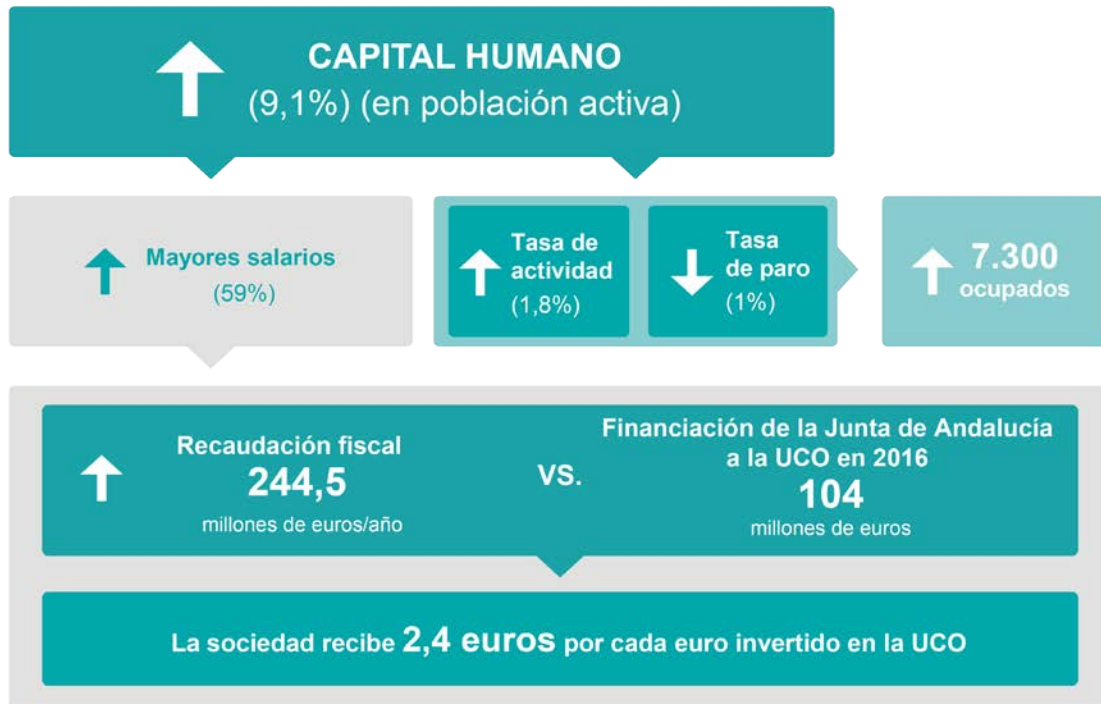 CAPITAL HUMANO
(9,1%) (en población activa)
Mayores salarios
(59%)
Tasa de
actividad
(1,8%)
Tasa
de paro
(1%)
7.300
ocupados
Recaudación fiscal
244,5
millones de euros/año
VS.
Financiación de la Junta de Andalucía
a la UCO en 2016
104
millones de euros
La sociedad recibe 2,4 euros por cada euro invertido en la UCO